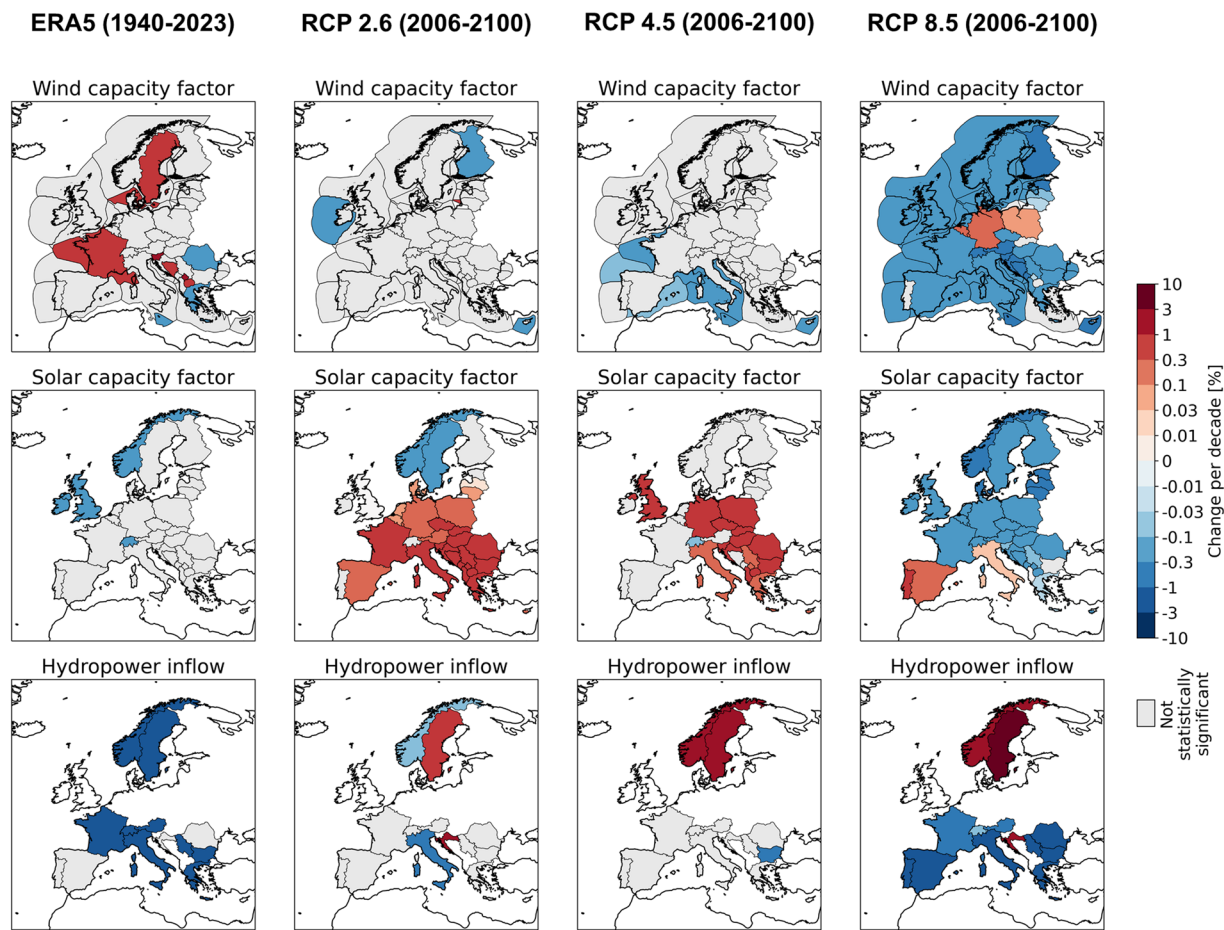 ERA5 (1940-2023)
RCP 2.6 (2006-2100)
RCP 4.5 (2006-2100)
RCP 8.5 (2006-2100)
Wind capacity factor
Wind capacity factor
Wind capacity factor
Wind capacity factor
Solar capacity factor
Solar capacity factor
Solar capacity factor
Solar capacity factor
Hydropower inflow
Hydropower inflow
Hydropower inflow
Hydropower inflow
10
3
1
0.3
0.1
0.03
0.01
0
-0.01
-0.03
-0.1
-0.3
-1
-3
-10
Change per decade [%]
Not
statistically
significant